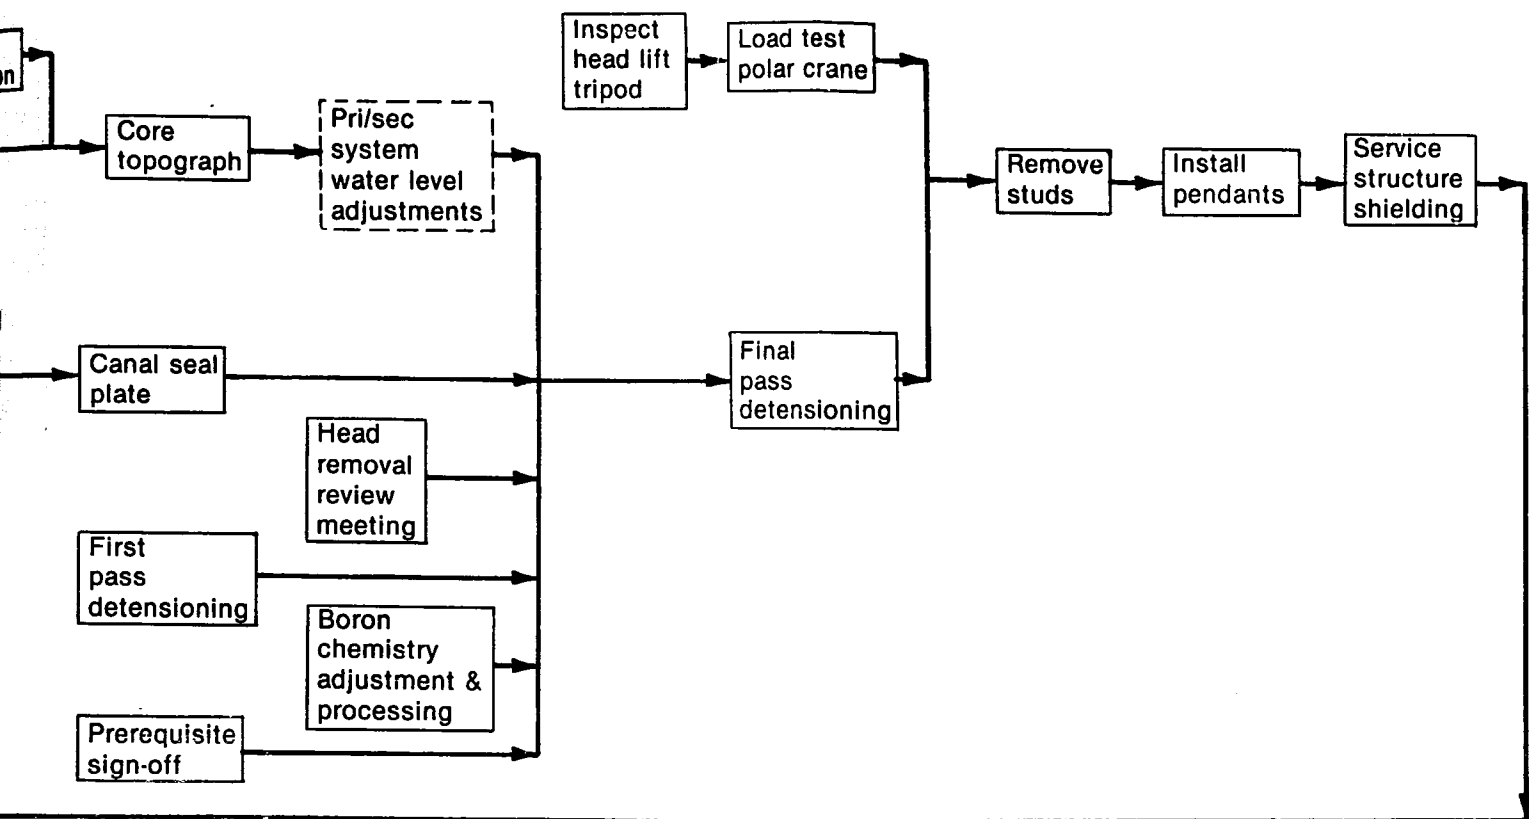 Inspect
head lift
tripod
Load test
polar crane
Core
topograph
Pri/sec
system
water level
adjustments
Remove
studs
Install
pendants
Service
structure
shielding
Canal seal
plate
Final
pass
detensioning
Head
removal
review
meeting
First
pass
detensioning
Boron
chemistry
adjustment &
processing
Prerequisite
sign-off